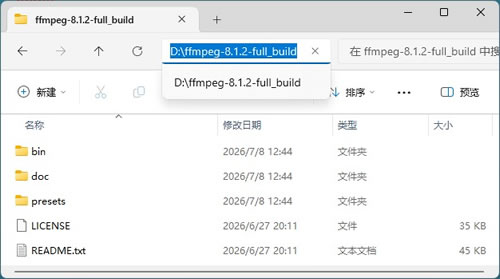 ffmpeg-8.1.2-full_build
D:\ffmpeg-8.1.2-full_build
在 ffmpeg-8.1.2-full_build 中搜
D:\ffmpeg-8.1.2-full_build
新建
排序
预览
名称 修改日期 类型 大小
bin 2026/7/8 12:44 文件夹
doc 2026/7/8 12:44 文件夹
presets 2026/7/8 12:44 文件夹
LICENSE 2026/6/27 20:11 文件 35 KB
README.txt 2026/6/27 20:11 文本文档 45 KB